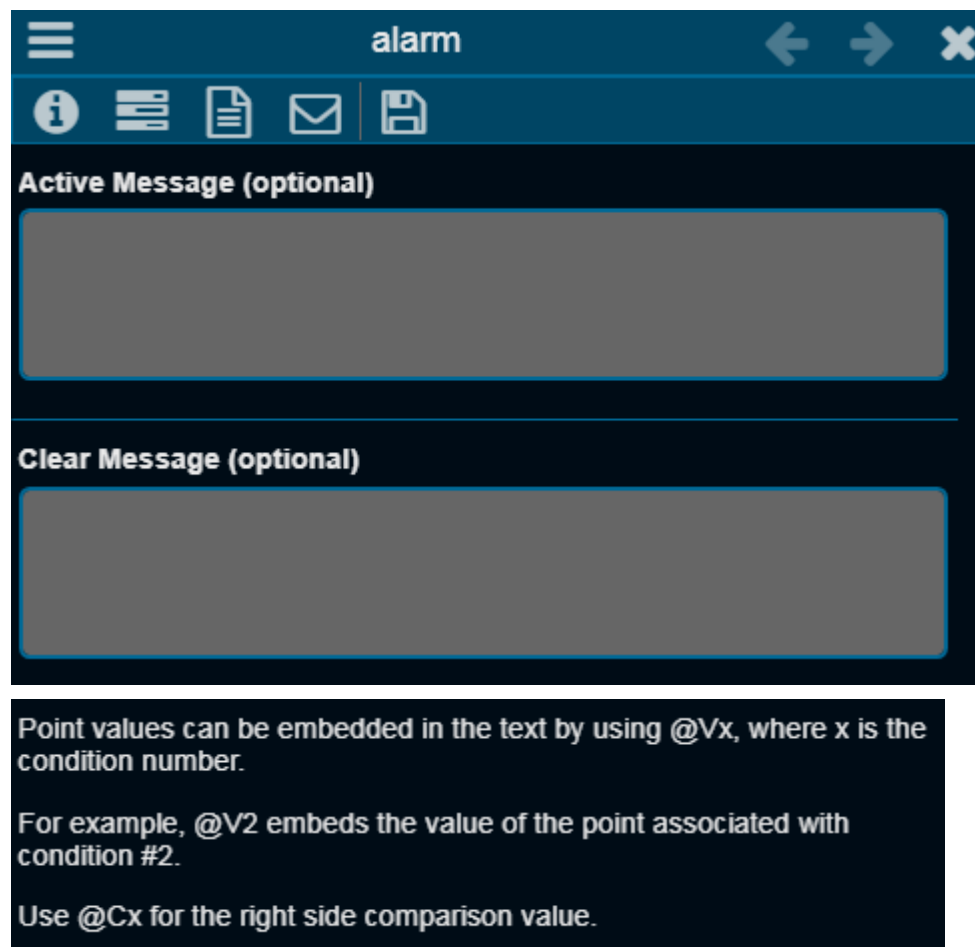 alarm
Active Message (optional)
Clear Message (optional)
Point values can be embedded in the text by using @Vx, where x is the
condition number.
For example, @V2 embeds the value of the point associated with
condition #2.
Use @Cx for the right side comparison value.